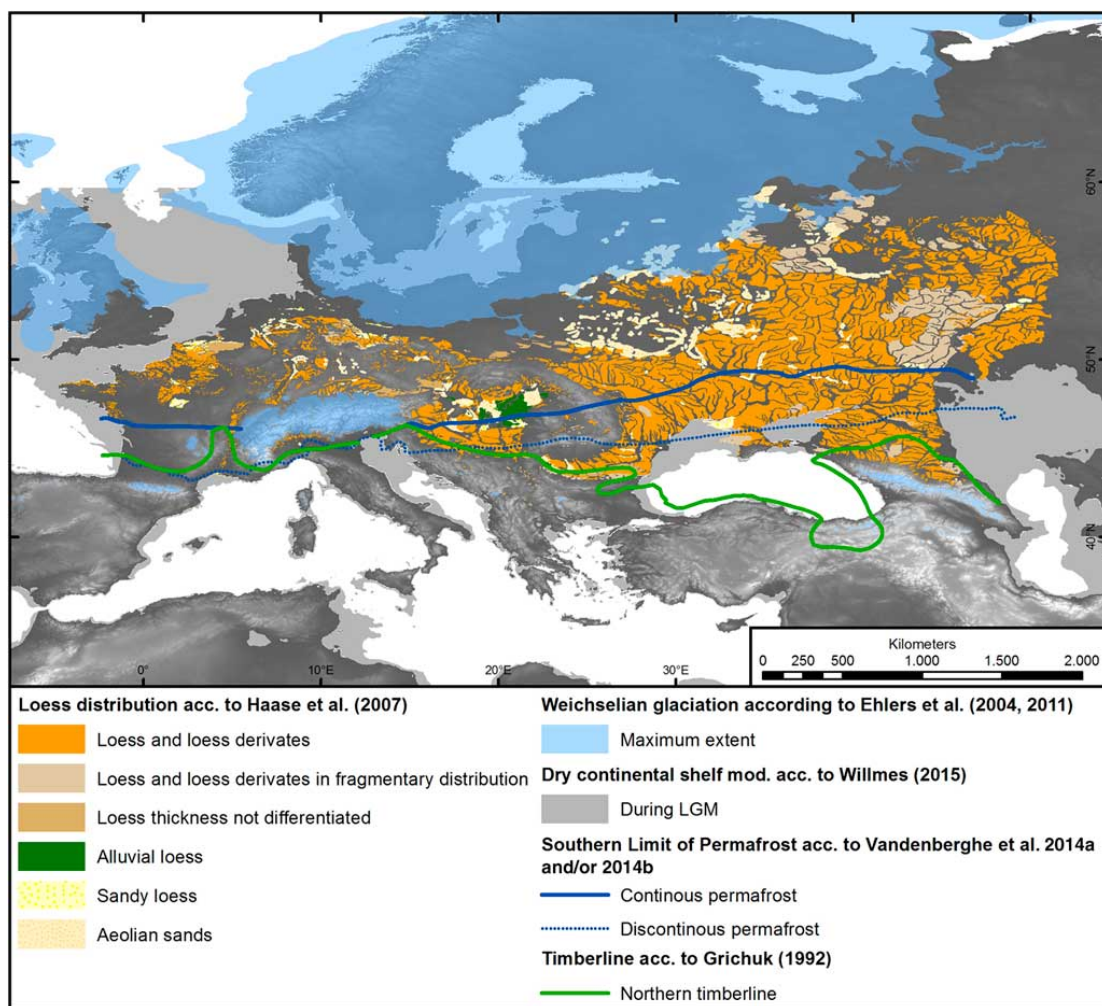 60°N
50°N
40°N
0°
10°E
20°E
30°E
Kilometers
0 250 500 1.000 1.500 2.000
Loess distribution acc. to Haase et al. (2007)
Loess and loess derivates
Loess and loess derivates in fragmentary distribution
Loess thickness not differentiated
Alluvial loess
Sandy loess
Aeolian sands
Weichselian glaciation according to Ehlers et al. (2004, 2011)
Maximum extent
Dry continental shelf mod. acc. to Willmes (2015)
During LGM
Southern Limit of Permafrost acc. to Vandenberghe et al. 2014a
and/or 2014b
Continous permafrost
Discontinous permafrost
Timberline acc. to Grichuk (1992)
Northern timberline